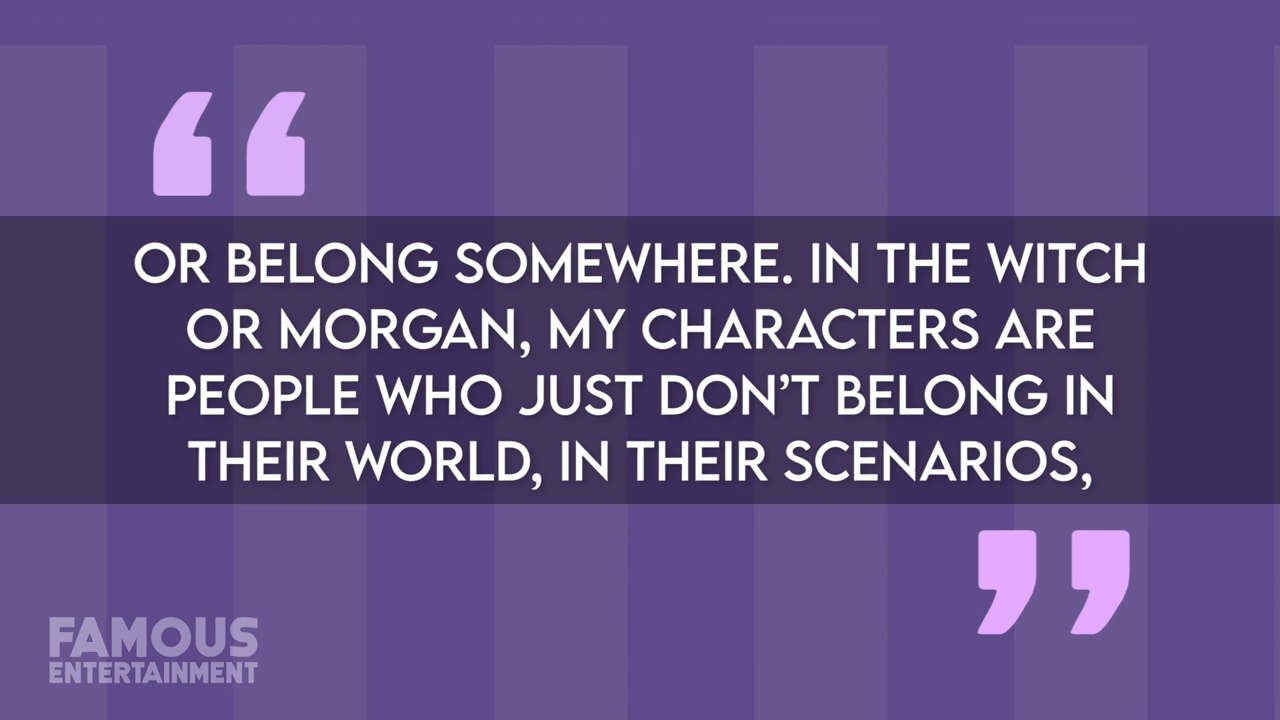 OR BELONG SOMEWHERE. IN THE WITCH
OR MORGAN, MY CHARACTERS ARE
PEOPLE WHO JUST DON’T BELONG IN
THEIR WORLD, IN THEIR SCENARIOS,
FAMOUS
ENTERTAINMENT